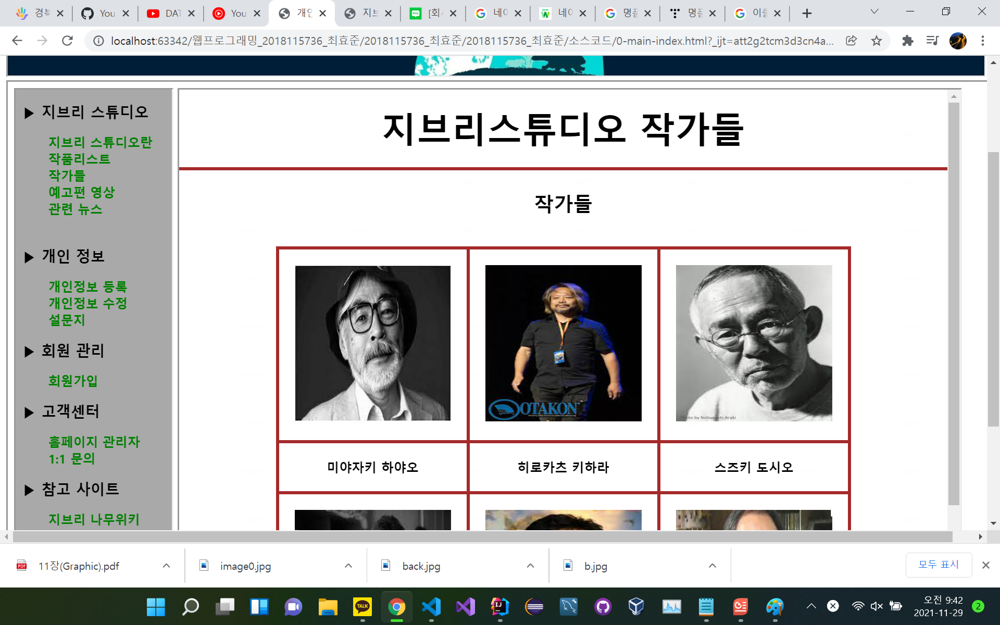 경북
You
DAT
You
개인
지브
[회사
네이
네이
명품
명품
이클
localhost:63342/웹프로그래밍_2018115736_최효준/2018115736_최효준/2018115736_최효준/소스코드/0-main-index.html?_ijt=att2g2tcm3d3cn4a...
▶ 지브리 스튜디오
지브리 스튜디오란
작품리스트
작가들
예고편 영상
관련 뉴스
▶ 개인 정보
개인정보 등록
개인정보 수정
설문지
▶ 회원 관리
회원가입
▶ 고객센터
홈페이지 관리자
1:1 문의
▶ 참고 사이트
지브리 나무위키
지브리스튜디오 작가들
작가들
OTAKON
Photo by Nobuyoshi Araki
미야자키 하야오
히로카츠 키하라
스즈키 도시오
11장(Graphic).pdf
image0.jpg
back.jpg
b.jpg
모두 표시
TALK
IJ
오전 9:42
2021-11-29
2